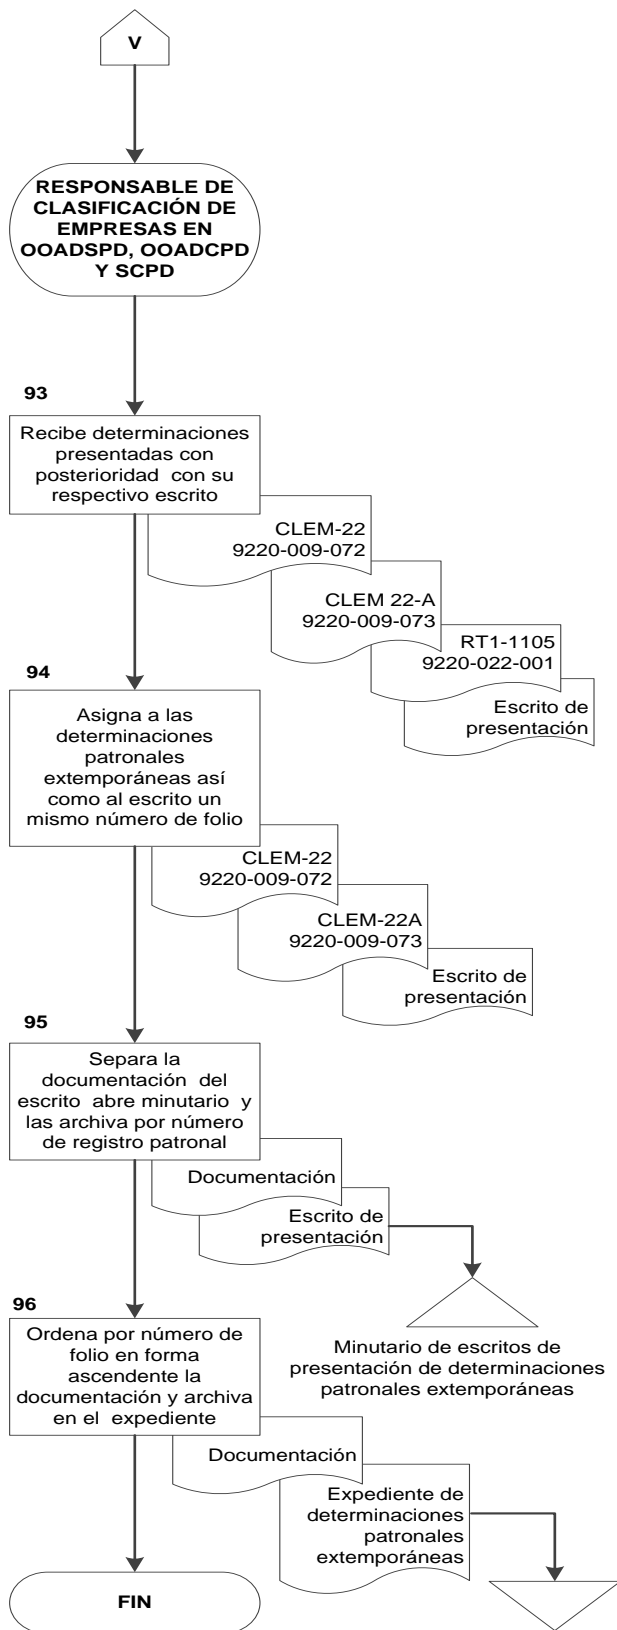 V
RESPONSABLE DE
CLASIFICACIÓN DE
EMPRESAS EN
OOADSPD, OOADCPD
Y SCPD
93
Recibe determinaciones
presentadas con
posterioridad con su
respectivo escrito
CLEM-22
9220-009-072
CLEM 22-A
9220-009-073
RT1-1105
9220-022-001
Escrito de
presentación
94
Asigna a las
determinaciones
patronales
extemporáneas así
como al escrito un
mismo número de folio
CLEM-22
9220-009-072
CLEM-22A
9220-009-073
Escrito de
presentación
95
Separa la
documentación del
escrito abre minutario y
las archiva por número
de registro patronal
Documentación
Escrito de
presentación
Minutario de escritos de
presentación de determinaciones
patronales extemporáneas
96
Ordena por número de
folio en forma
ascendente la
documentación y archiva
en el expediente
Documentación
Expediente de
determinaciones
patronales
extemporáneas
FIN